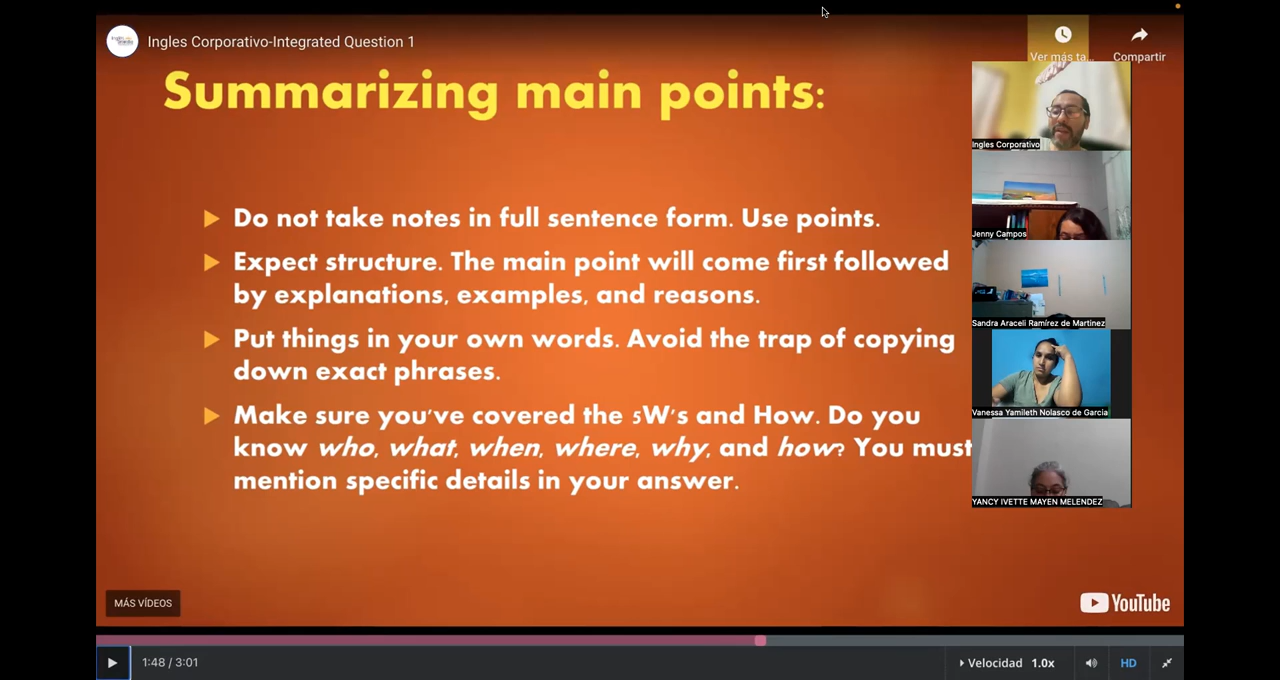 Ingles Corporativo-Integrated Question 1
Ver más ta...
Compartir
Summarizing main points:
Do not take notes in full sentence form. Use points.
Expect structure. The main point will come first followed
by explanations, examples, and reasons.
Put things in your own words. Avoid the trap of copying
down exact phrases.
Make sure you've covered the 5W's and How. Do you
know who, what, when, where, why, and how? You must
mention specific details in your answer.
Ingles Corporativo
Jenny Campos
Sandra Araceli Ramírez de Martinez
Vanessa Yamileth Nolasco de Garcia
YANCY IVETTE MAYEN MELENDEZ
MÁS VÍDEOS
YouTube
1:48 / 3:01
Velocidad 1.0x
HD